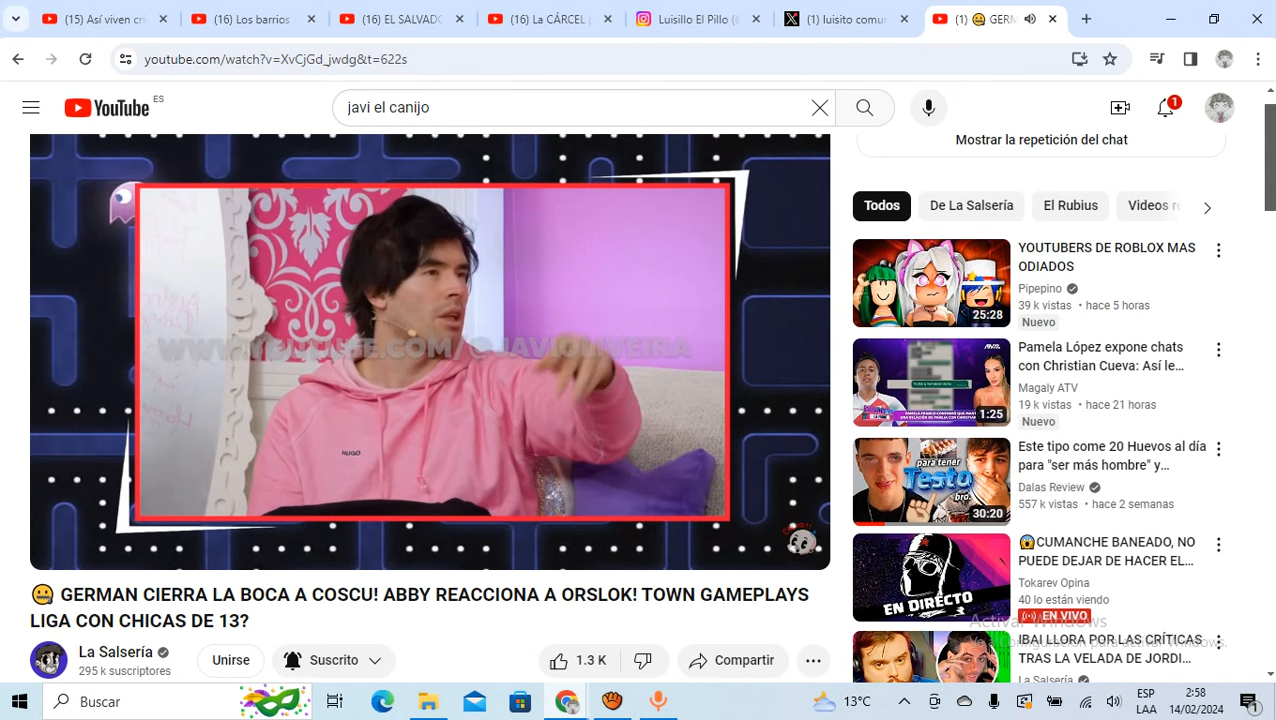 (15) ¡Si viven cri
(16) Los barrios
(16) EL SALVADO
(16) La CÁRCEL p
Luisillo El Pillo (@
(1) luisito comun
(1) 🤐 GERM
youtube.com/watch?v=XvCjGd_jwdg&t=622s
YouTube ES
javi el canijo
1
Mostrar la repetición del chat
Todos
De La Salsería
El Rubius
Videos re
YOUTUBERS DE ROBLOX MAS
ODIADOS
Pipepino
39 k vistas • hace 5 horas
Nuevo
25:28
Pamela López expone chats
con Christian Cueva: Así le…
Magaly ATV
19 k vistas • hace 21 horas
Nuevo
1:25
Este tipo come 20 Huevos al día
para "ser más hombre" y…
Dalas Review
557 k vistas • hace 2 semanas
para tener
Testo
bro.
30:20
😱CUMANCHE BANEADO, NO
PUEDE DEJAR DE HACER EL…
Tokarev Opina
40 lo están viendo
EN VIVO
EN DIRECTO
IBAI LLORA POR LAS CRÍTICAS
TRAS LA VELADA DE JORDI…
La Salsería
HUGO
🤐 GERMAN CIERRA LA BOCA A COSCU! ABBY REACCIONA A ORSLOK! TOWN GAMEPLAYS
LIGA CON CHICAS DE 13?
La Salsería
295 k suscriptores
Unirse
Suscrito
1.3 K
Compartir
Activar Windows
Buscar
13°C
ESP
LAA
2:58
14/02/2024
1